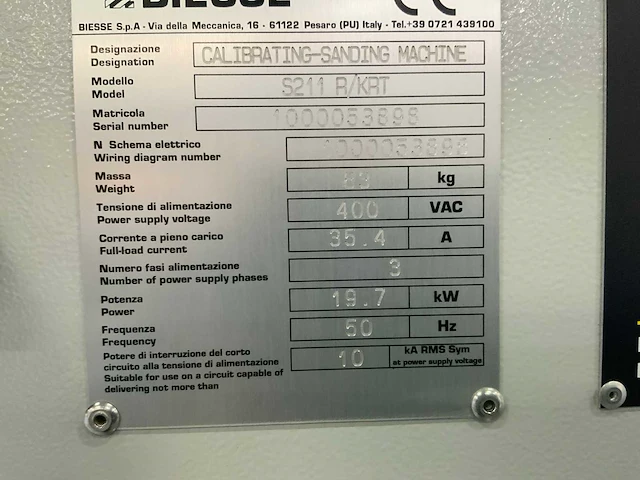 BIESSE CE
BIESSE S.p.A - Via della Meccanica, 16 - 61122 Pesaro (PU) Italy - Tel.+39 0721 439100
Designazione
Designation
CALIBRATING-SANDING MACHINE
Modello
Model
S211 R/KRT
Matricola
Serial number
1000053898
N Schema elettrico
Wiring diagram number
1000053898
Massa
Weight
83 kg
Tensione di alimentazione
Power supply voltage
400 VAC
Corrente a pieno carico
Full-load current
35.4 A
Numero fasi alimentazione
Number of power supply phases
3
Potenza
Power
19.7 kW
Frequenza
Frequency
50 Hz
Potere di interruzione del corto
circuito alla tensione di alimentazione
Suitable for use on a circuit capable of
delivering not more than
10 kA RMS Sym
at power supply voltage